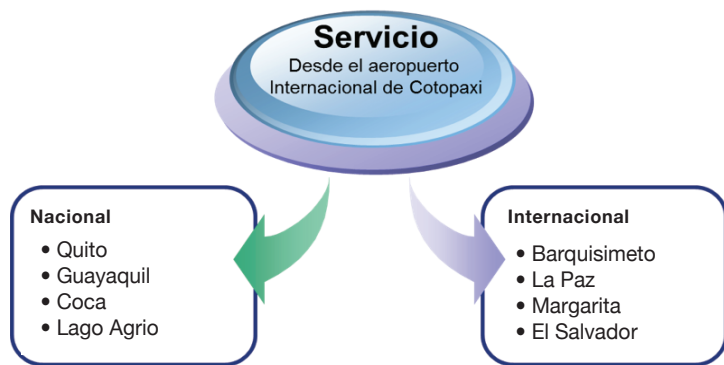 Servicio
Desde el aeropuerto
Internacional de Cotopaxi
Nacional
• Quito
• Guayaquil
• Coca
• Lago Agrio
Internacional
• Barquisimeto
• La Paz
• Margarita
• El Salvador